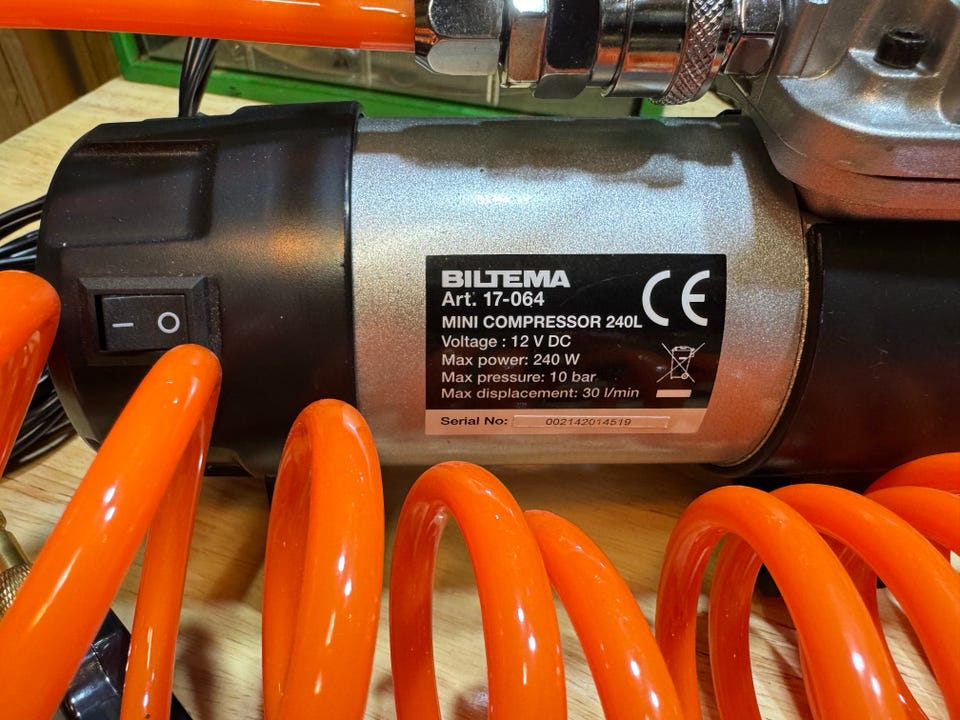 BILTEMA
Art. 17-064
MINI COMPRESSOR 240L
Voltage : 12 V DC
Max power: 240 W
Max pressure: 10 bar
Max displacement: 30 l/min
CE
Serial No: 002142014519
— O